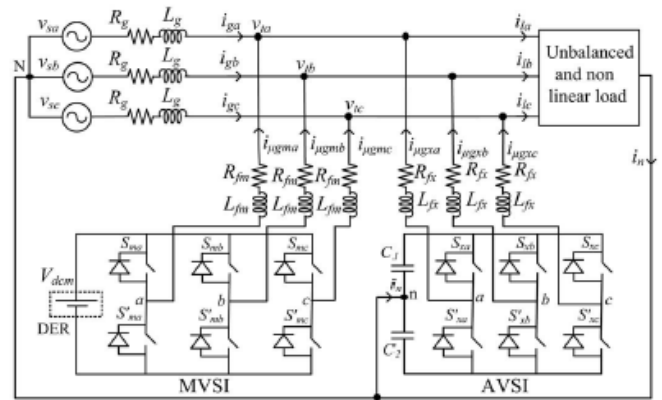 v_sa R_g L_g i_ga v_ta i_la
N v_sb R_g L_g i_gb v_tb i_lb
v_sc R_g L_g i_gc v_tc i_lc
Unbalanced
and non
linear load
i_n
i_μgma i_μgmb i_μgmc i_μgxa i_μgxb i_μgxc
R_fm R_fm R_fm R_fx R_fx R_fx
L_fm L_fm L_fm L_fx L_fx L_fx
S_ma S_mb S_mc C_1 S_xa S_xb S_xc
V_dcm a b c i_n n a b c
DER S'_ma S'_mb S'_mc C_2 S'_xa S'_xb S'_xc
MVSI AVSI